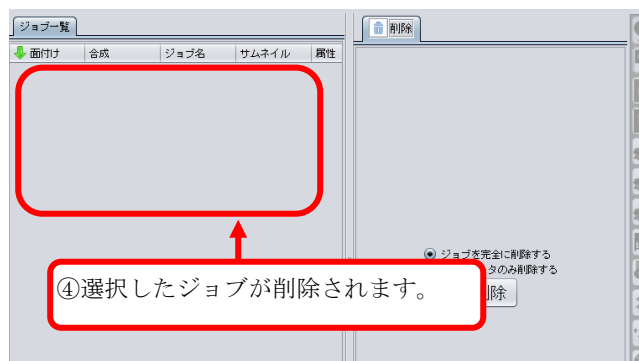 ジョブ一覧
面付け 合成 ジョブ名 サムネイル 属性
削除
ジョブを完全に削除する
タのみ削除する
除
④選択したジョブが削除されます。